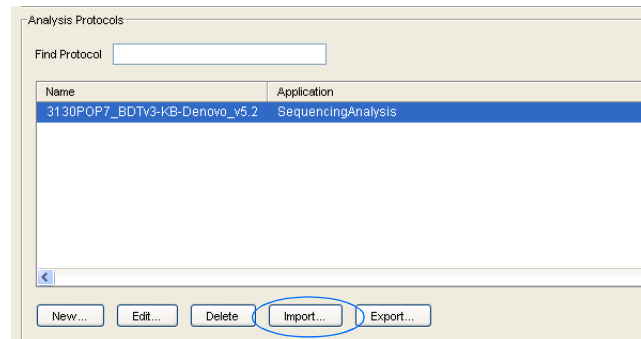 Analysis Protocols
Find Protocol
Name Application
3130POP7_BDTv3-KB-Denovo_v5.2 SequencingAnalysis
New... Edit... Delete Import... Export...